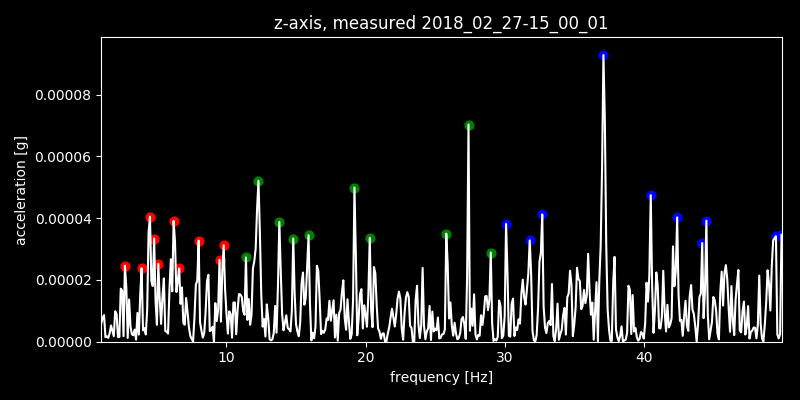 z-axis, measured 2018_02_27-15_00_01
acceleration [g]
0.00008
0.00006
0.00004
0.00002
0.00000
10 20 30 40
frequency [Hz]